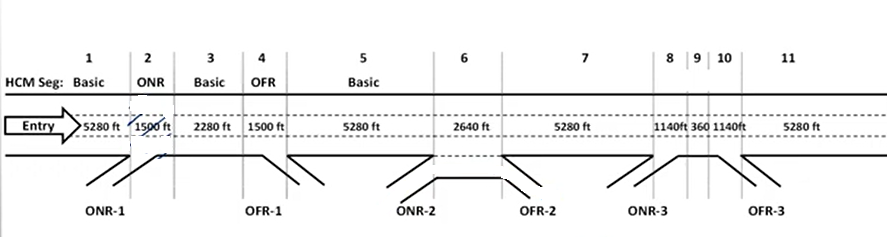 1 2 3 4 5 6 7 8 9 10 11
HCM Seg: Basic ONR Basic OFR Basic
Entry 5280 ft 1500 ft 2280 ft 1500 ft 5280 ft 2640 ft 5280 ft 1140ft 360 1140ft 5280 ft
ONR-1 OFR-1 ONR-2 OFR-2 ONR-3 OFR-3